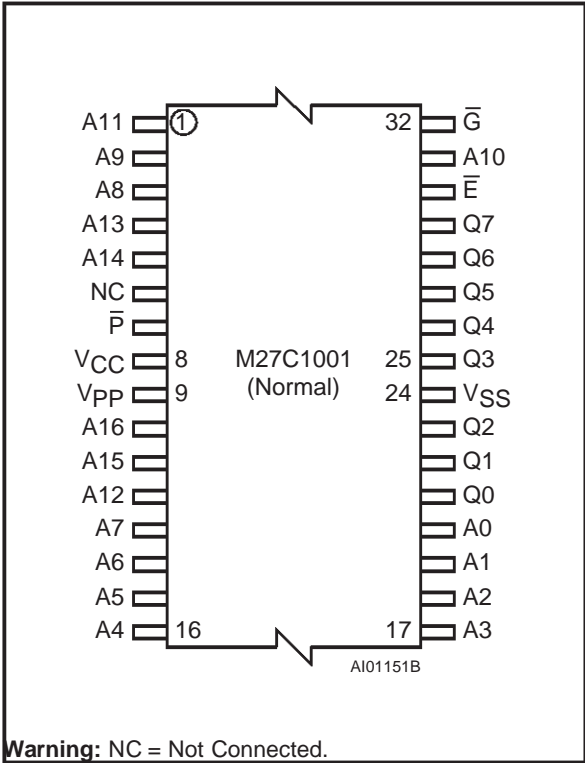 A11 1 32 G̅
A9 A10
A8 E̅
A13 Q7
A14 Q6
NC Q5
P̅ Q4
VCC 8 M27C1001 25 Q3
VPP 9 (Normal) 24 VSS
A16 Q2
A15 Q1
A12 Q0
A7 A0
A6 A1
A5 A2
A4 16 17 A3
AI01151B
Warning: NC = Not Connected.